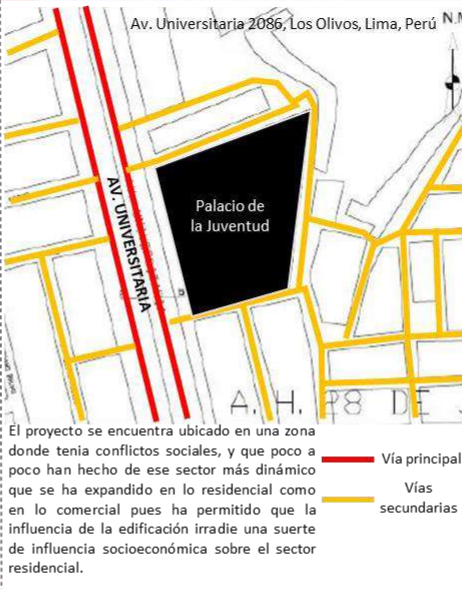 Av. Universitaria 2086, Los Olivos, Lima, Perú
N.M
Palacio de
la Juventud
AV. UNIVERSITARIA
A. H. 28 DE J
El proyecto se encuentra ubicado en una zona
donde tenia conflictos sociales, y que poco a
poco han hecho de ese sector más dinámico
que se ha expandido en lo residencial como
en lo comercial pues ha permitido que la
influencia de la edificación irradie una suerte
de influencia socioeconómica sobre el sector
residencial.
Vía principal
Vías
secundarias